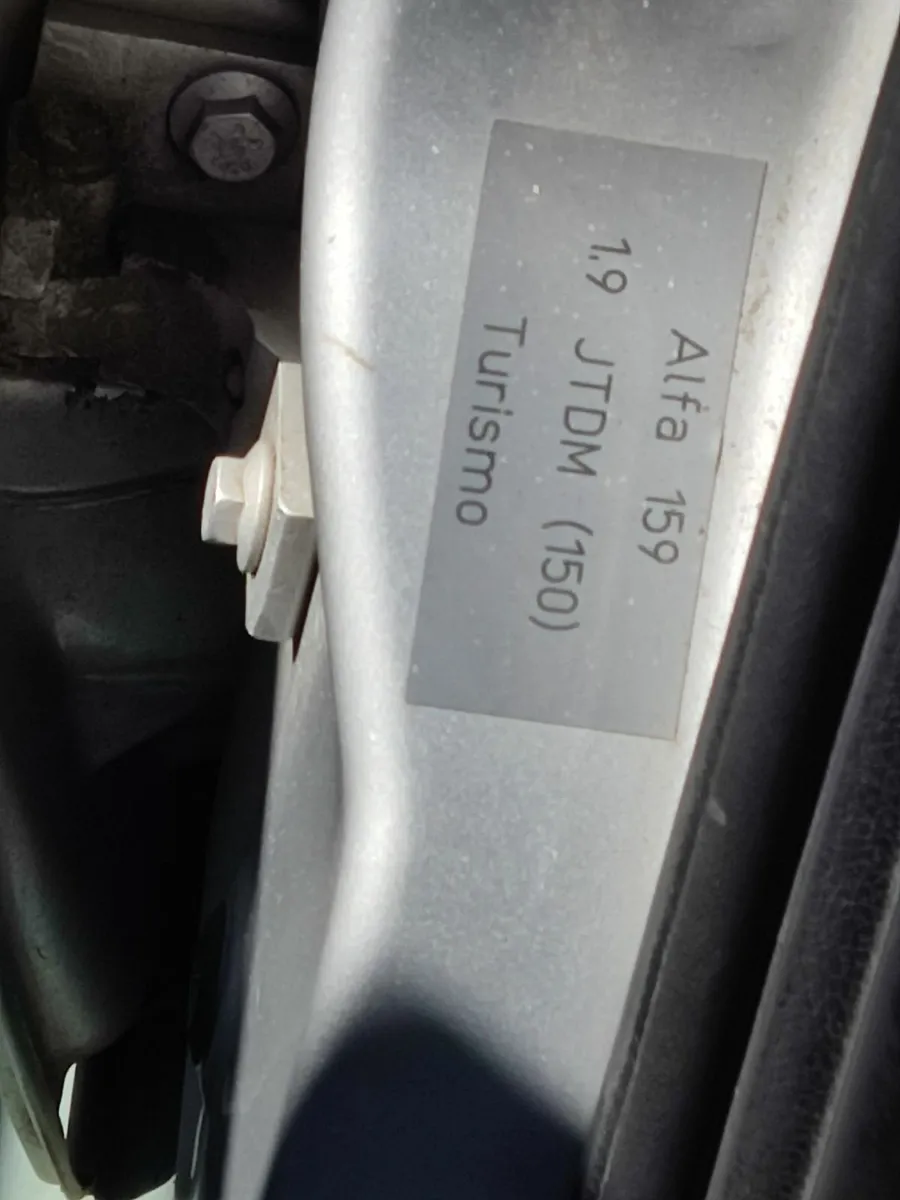 Alfa 159
1.9 JTDM (150)
Turismo